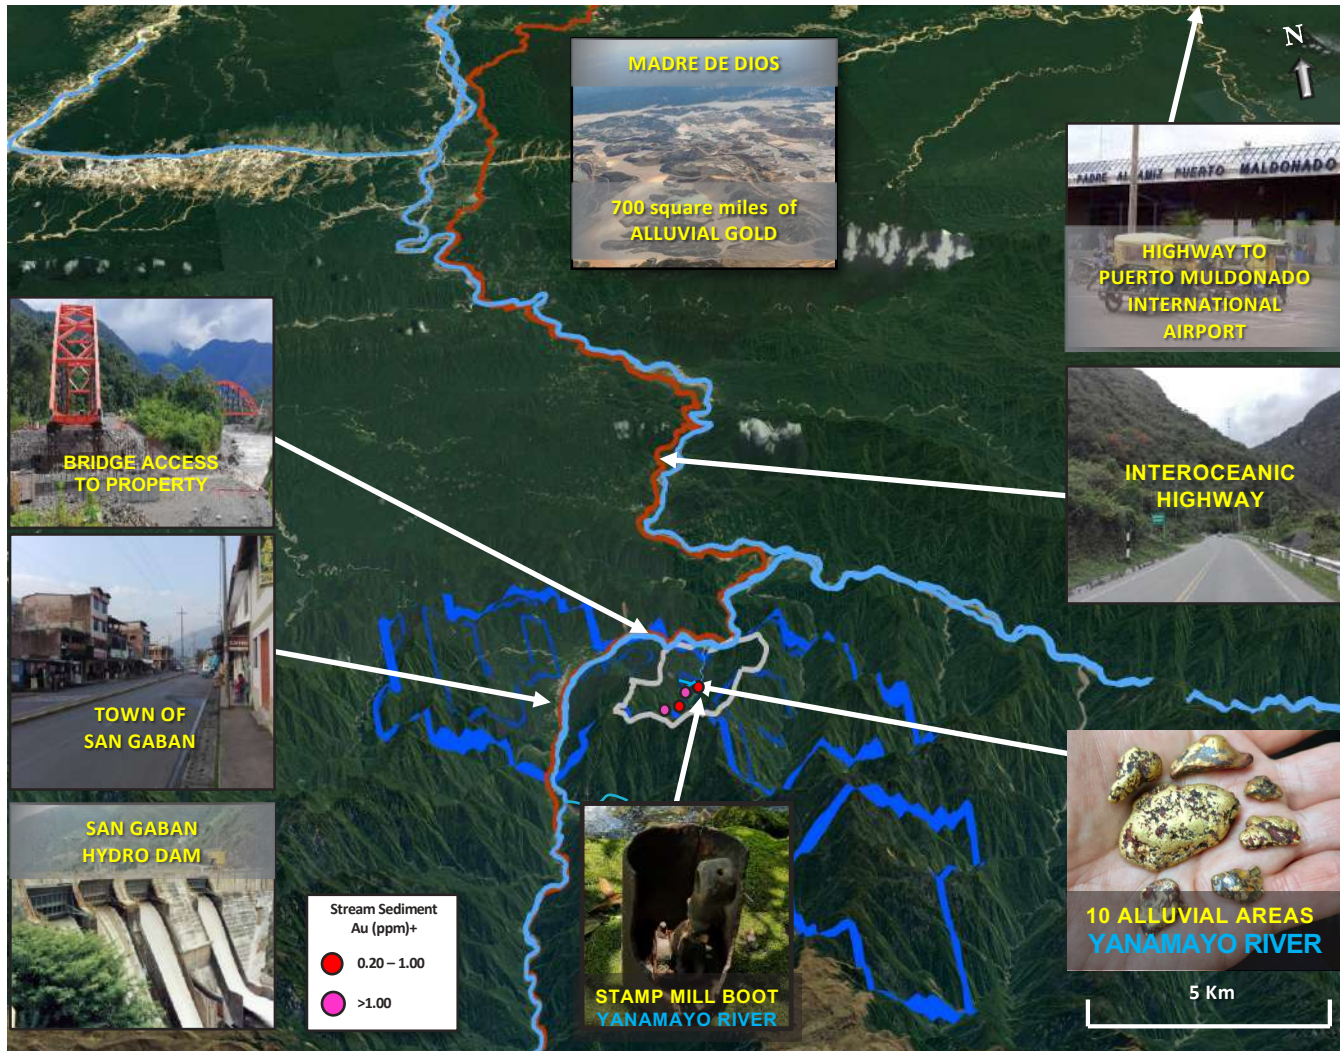 MADRE DE DIOS
700 square miles of
ALLUVIAL GOLD
N
PUERTO MALDONADO
HIGHWAY TO
PUERTO MULDONADO
INTERNATIONAL
AIRPORT
BRIDGE ACCESS
TO PROPERTY
INTEROCEANIC
HIGHWAY
TOWN OF
SAN GABAN
SAN GABAN
HYDRO DAM
Stream Sediment
Au (ppm)+
0.20 – 1.00
>1.00
STAMP MILL BOOT
YANAMAYO RIVER
10 ALLUVIAL AREAS
YANAMAYO RIVER
5 Km